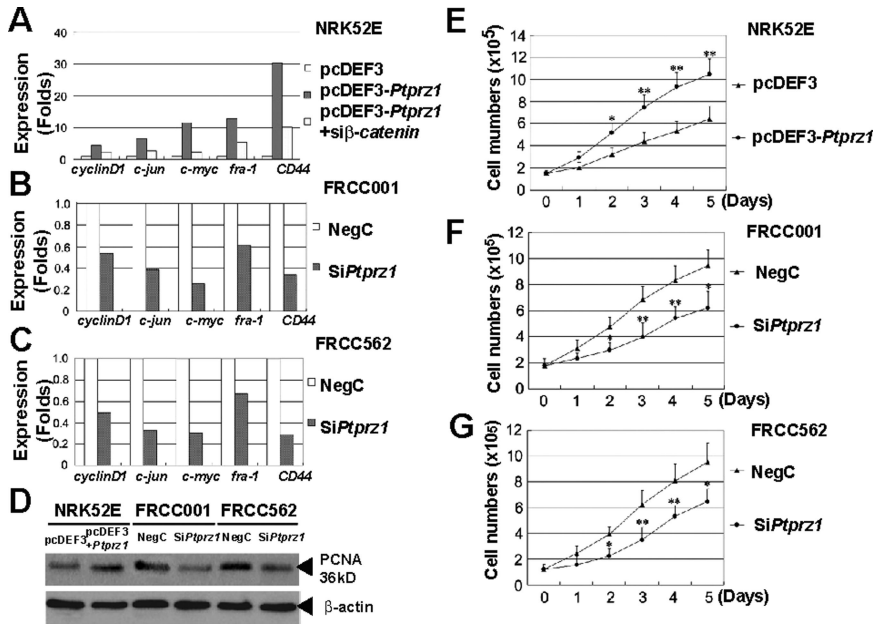 A
NRK52E
Expression (Folds)
40
30
20
10
0
cyclinD1 c-jun c-myc fra-1 CD44
pcDEF3
pcDEF3-Ptprz1
pcDEF3-Ptprz1
+siβ-catenin
B
FRCC001
Expression (Folds)
1.0
0.8
0.6
0.4
0.2
0
cyclinD1 c-jun c-myc fra-1 CD44
NegC
SiPtprz1
C
FRCC562
Expression (Folds)
1.0
0.8
0.6
0.4
0.2
0
cyclinD1 c-jun c-myc fra-1 CD44
NegC
SiPtprz1
D
NRK52E FRCC001 FRCC562
pcDEF3 pcDEF3 +Ptprz1 NegC SiPtprz1 NegC SiPtprz1
PCNA
36kD
β-actin
E
NRK52E
Cell numbers (x10⁵)
14
12
10
8
6
4
2
0
* ** ** **
0 1 2 3 4 5 (Days)
pcDEF3
pcDEF3-Ptprz1
F
FRCC001
Cell numbers (x10⁵)
12
10
8
6
4
2
0
* ** ** *
0 1 2 3 4 5 (Days)
NegC
SiPtprz1
G
FRCC562
Cell numbers (x10₅)
12
10
8
6
4
2
0
* ** ** *
0 1 2 3 4 5 (Days)
NegC
SiPtprz1